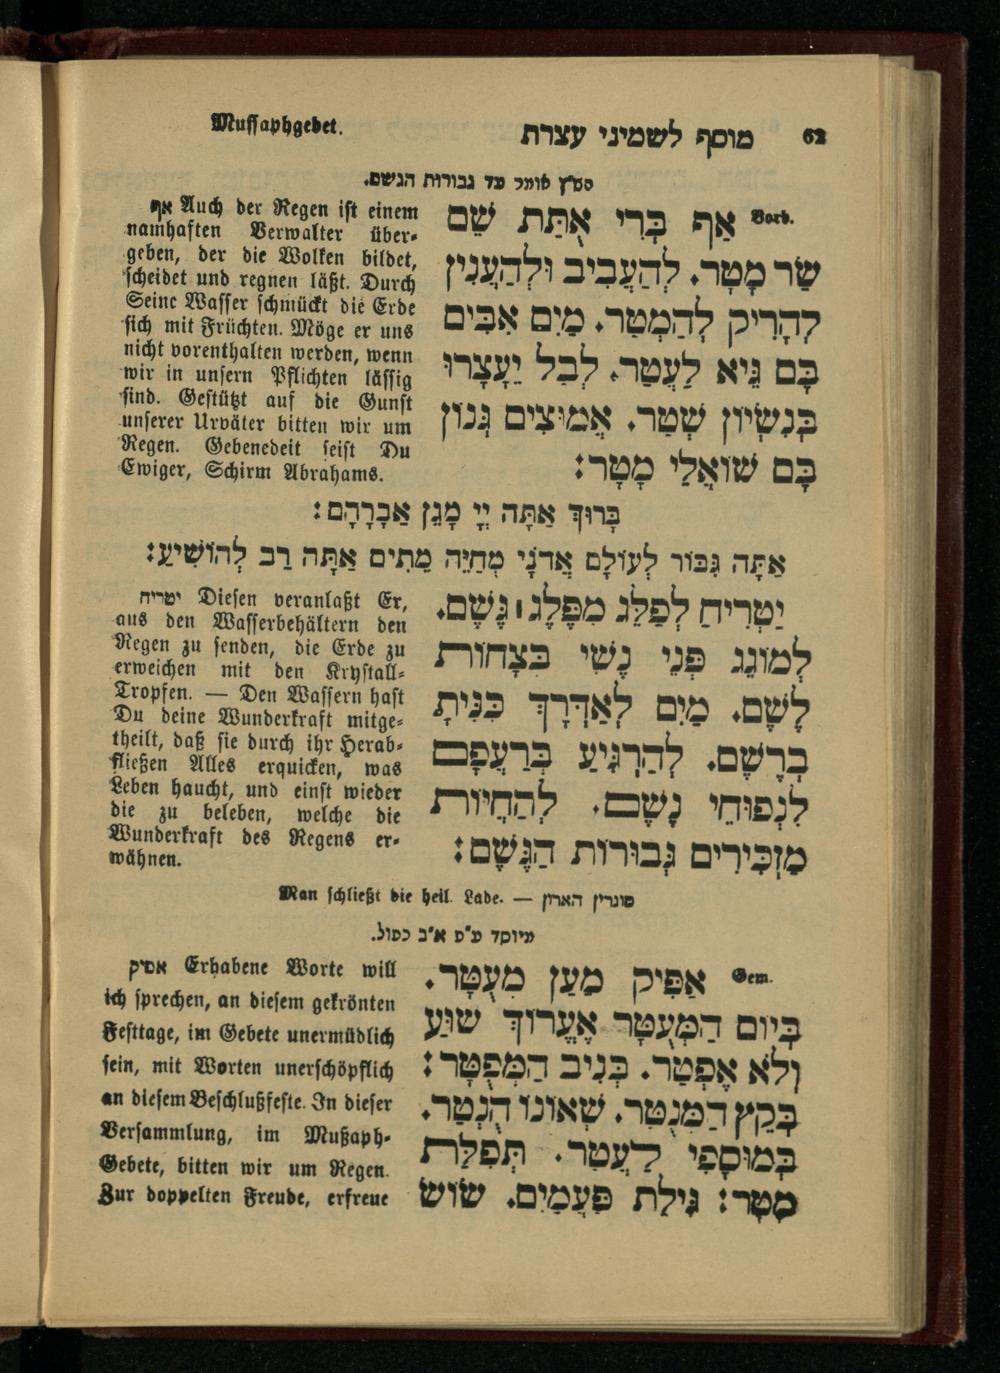 Mussaphgebet.
מוסף לשמיני עצרת 62
הש״ץ אומר עד גבורות הגשם.
Vorb. אַף בְּרִי אֻתַּת שֵׁם
שַׂר מָטָר. לְהַעֲבִיב וּלְהַעֲנִין
לְהָרִיק לְהַמְטַר. מַיִם אִבִּים
בָּם גֵּיא לַעֲטַר. לְבַל יֵעָצָרוּ
בְּנִשְׁיוֹן שְׁטַר. אֲמוּצִים גְּנוֹן
בָּם שׁוֹאֲלֵי מָטָר:
אף Auch der Regen ist einem
namhaften Verwalter über-
geben, der die Wolken bildet,
scheidet und regnen läßt. Durch
Seine Wasser schmückt die Erde
sich mit Früchten. Möge er uns
nicht vorenthalten werden, wenn
wir in unsern Pflichten lässig
sind. Gestützt auf die Gunst
unserer Urväter bitten wir um
Regen. Gebenedeit seist Du
Ewiger, Schirm Abrahams.
בָּרוּךְ אַתָּה יְיָ מָגֵן אַבְרָהָם:
אַתָּה גִּבּוֹר לְעוֹלָם אֲדֹנָי מְחַיֵּה מֵתִים אַתָּה רַב לְהוֹשִׁיעַ:
יַטְרִיחַ לְפַלֵּג מִפֶּלֶג גֶּשֶׁם.
לְמוֹגֵג פְּנֵי נֶשִׁי בְּצָחוֹת
לֶשֶׁם. מַיִם לְאַדְּרָךְ כִּנִּיתָ
בְרֶשֶׁם. לְהַרְגִּיעַ בְּרַעֲפָם
לִנְפוּחֵי נָשֶׁם. לְהַחֲיוֹת
מַזְכִּירִים גְּבוּרוֹת הַגֶּשֶׁם:
יטריח Diesen veranlaßt Er,
aus den Wasserbehältern den
Regen zu senden, die Erde zu
erweichen mit den Krystall-
Tropfen. — Den Wassern hast
Du deine Wunderkraft mitge-
theilt, daß sie durch ihr Herab-
fließen Alles erquicken, was
Leben haucht, und einst wieder
die zu beleben, welche die
Wunderkraft des Regens er-
wähnen.
סוגרין הארון — Man schließt die heil. Lade.
מיוסד ע״פ א״ב כפול.
Gem. אַפִּיק מַעַן מֻעְטָר.
בְּיוֹם הַמְעֻטָּר אֶעֱרוֹךְ שׁוּעַ
וְלֹא אֶפְטַר. בְּנִיב הַמֻּפְטָר:
בְּקֵץ הַמְּנֻטָּר. שְׁאוֹנוֹ הֻנְטַר.
בְּמוּסָפִי לַעֲטֹר. תְּפִלַּת
מָטָר: גִּילַת פַּעֲמַיִם. שׂוֹשׂ
אפיק Erhabene Worte will
ich sprechen, an diesem gekrönten
Festtage, im Gebete unermüdlich
sein, mit Worten unerschöpflich
an diesem Beschlußfeste. In dieser
Versammlung, im Mußaph-
Gebete, bitten wir um Regen.
Zur doppelten Freude, erfreue